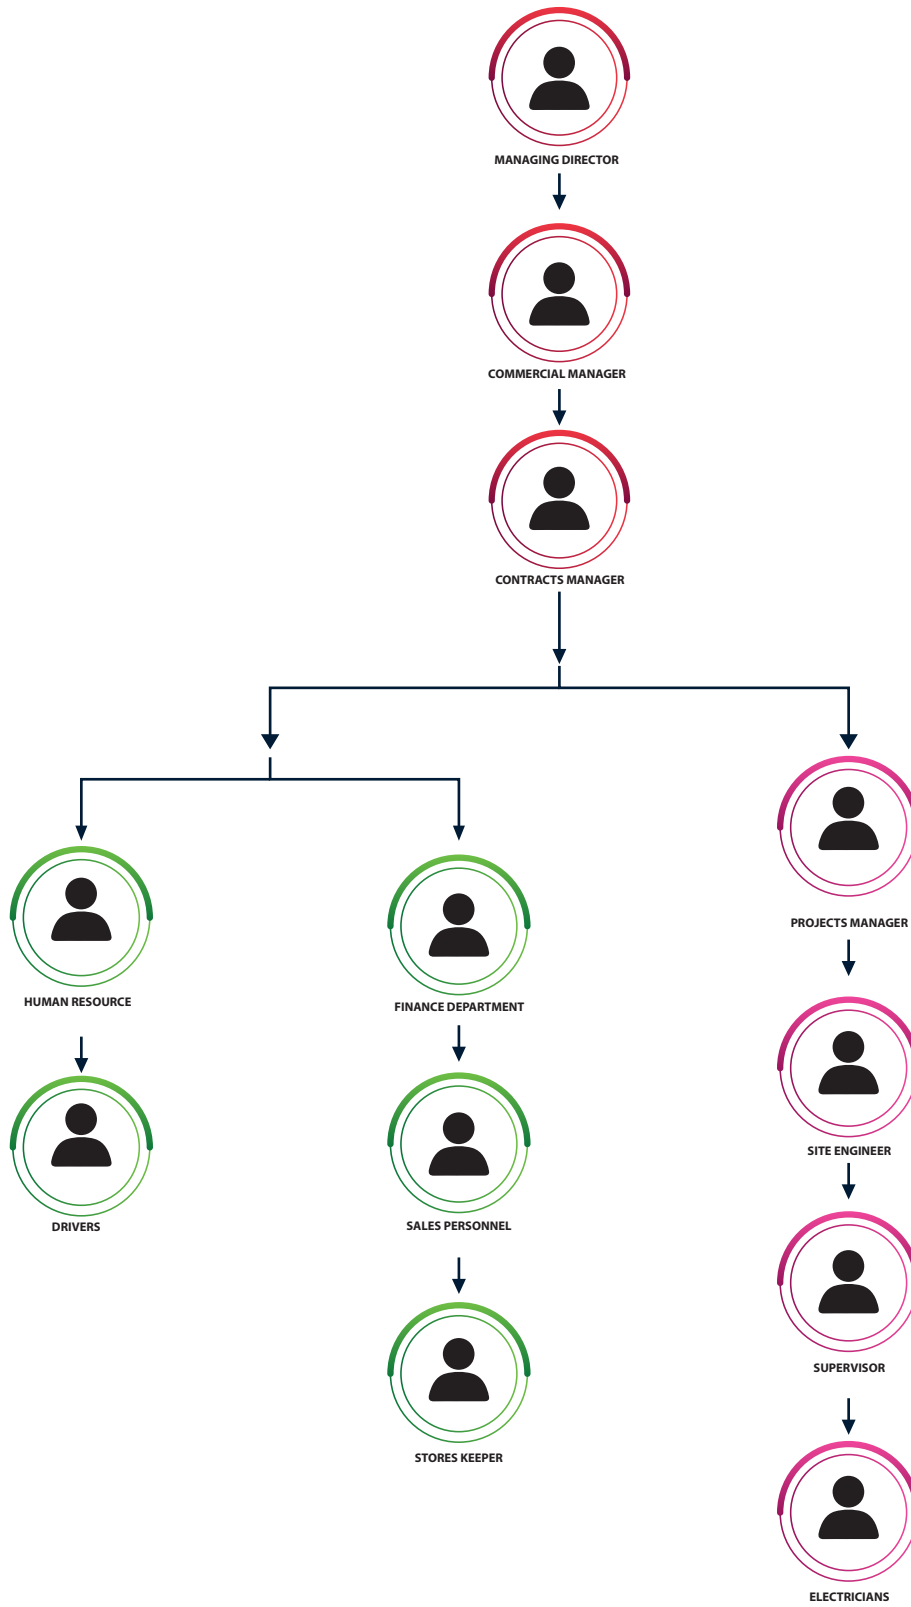 MANAGING DIRECTOR
COMMERCIAL MANAGER
CONTRACTS MANAGER
PROJECTS MANAGER
HUMAN RESOURCE
FINANCE DEPARTMENT
SITE ENGINEER
DRIVERS
SALES PERSONNEL
SUPERVISOR
STORES KEEPER
ELECTRICIANS